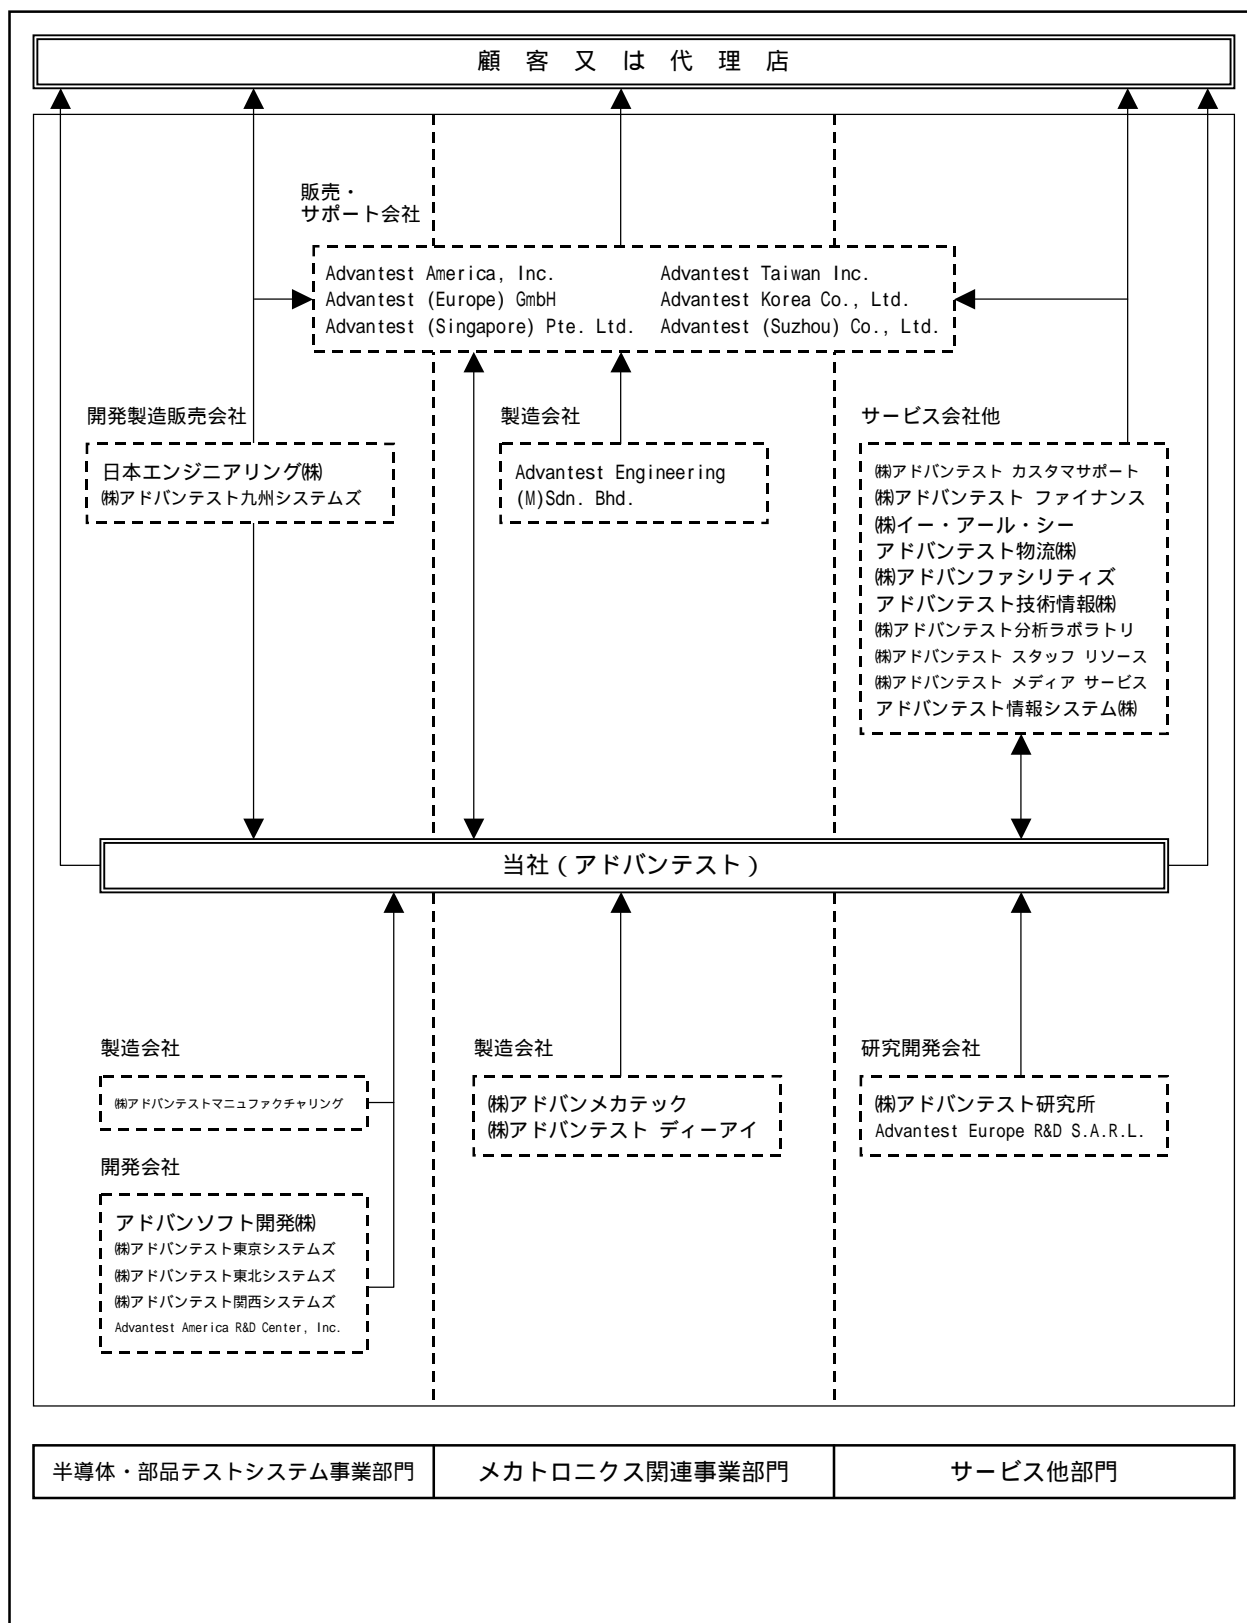 顧客又は代理店
販売・
サポート会社
Advantest America, Inc.
Advantest (Europe) GmbH
Advantest (Singapore) Pte. Ltd.
Advantest Taiwan Inc.
Advantest Korea Co., Ltd.
Advantest (Suzhou) Co., Ltd.
開発製造販売会社
日本エンジニアリング㈱
㈱アドバンテスト九州システムズ
製造会社
Advantest Engineering
(M)Sdn. Bhd.
サービス会社他
㈱アドバンテスト カスタマサポート
㈱アドバンテスト ファイナンス
㈱イー・アール・シー
アドバンテスト物流㈱
㈱アドバンファシリティズ
アドバンテスト技術情報㈱
㈱アドバンテスト分析ラボラトリ
㈱アドバンテスト スタッフ リソース
㈱アドバンテスト メディア サービス
アドバンテスト情報システム㈱
当社(アドバンテスト)
製造会社
㈱アドバンテストマニュファクチャリング
開発会社
アドバンソフト開発㈱
㈱アドバンテスト東京システムズ
㈱アドバンテスト東北システムズ
㈱アドバンテスト関西システムズ
Advantest America R&D Center, Inc.
製造会社
㈱アドバンメカテック
㈱アドバンテスト ディーアイ
研究開発会社
㈱アドバンテスト研究所
Advantest Europe R&D S.A.R.L.
半導体・部品テストシステム事業部門
メカトロニクス関連事業部門
サービス他部門